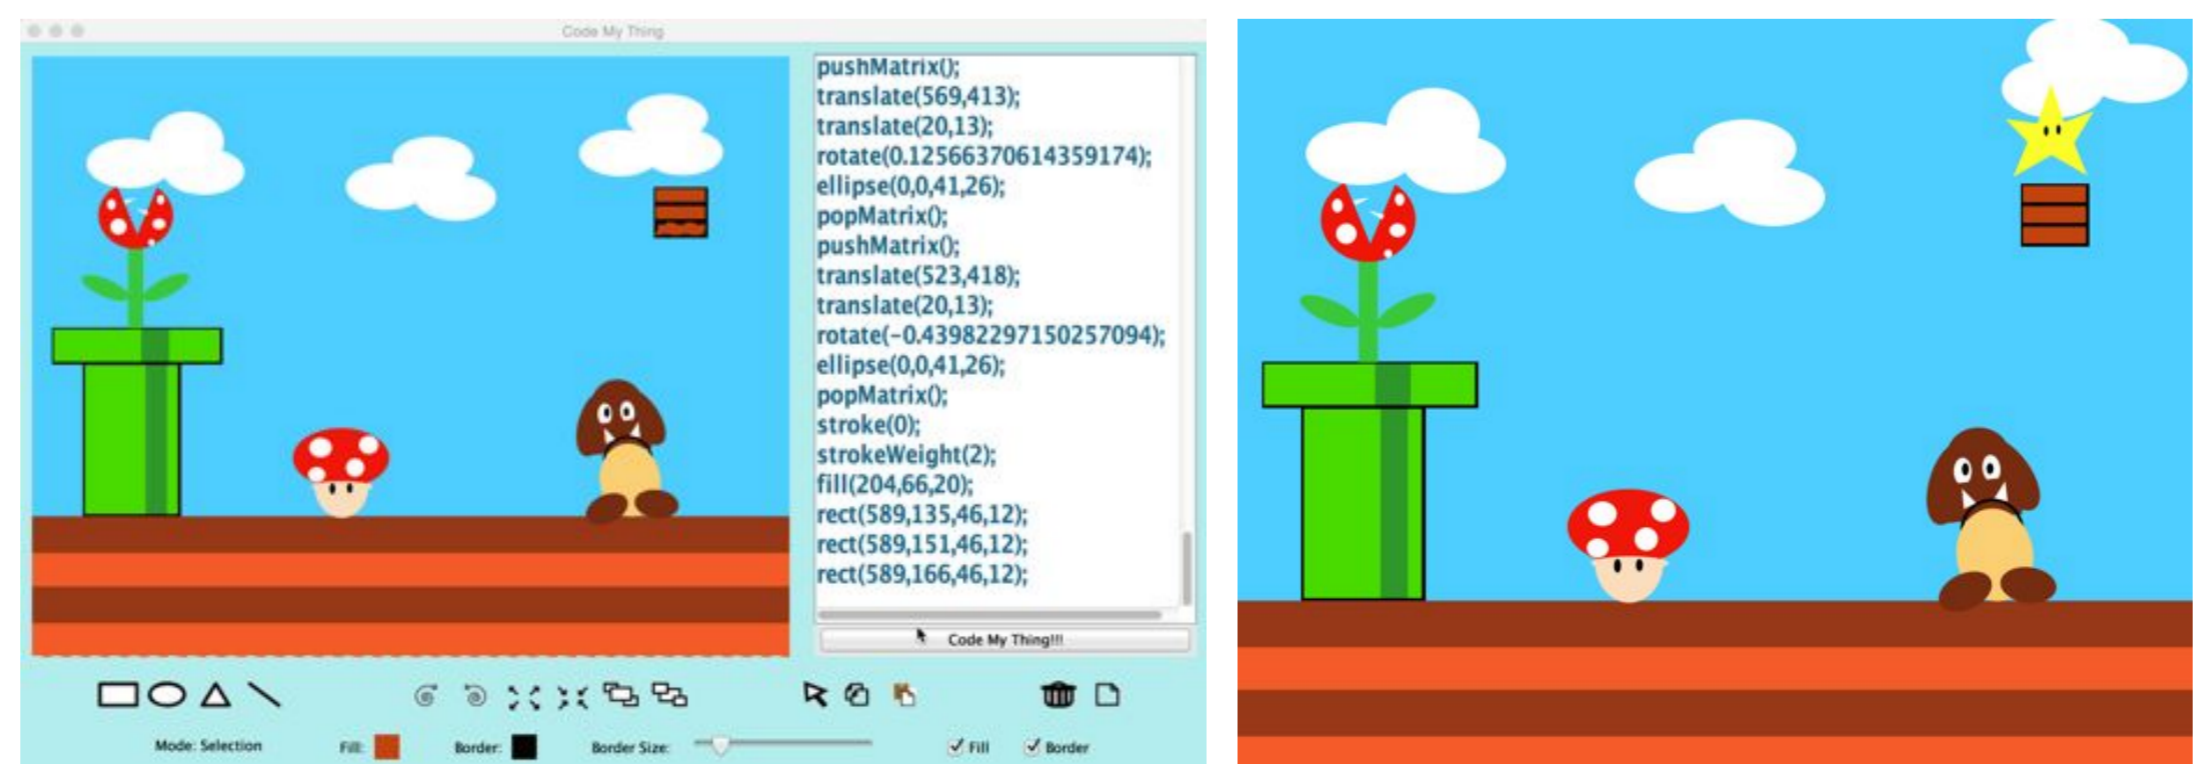 Code My Thing
pushMatrix();
translate(569,413);
translate(20,13);
rotate(0.12566370614359174);
ellipse(0,0,41,26);
popMatrix();
pushMatrix();
translate(523,418);
translate(20,13);
rotate(-0.43982297150257094);
ellipse(0,0,41,26);
popMatrix();
stroke(0);
strokeWeight(2);
fill(204,66,20);
rect(589,135,46,12);
rect(589,151,46,12);
rect(589,166,46,12);
Code My Thing!!!
Mode: Selection
Fill:
Border:
Border Size:
Fill
Border